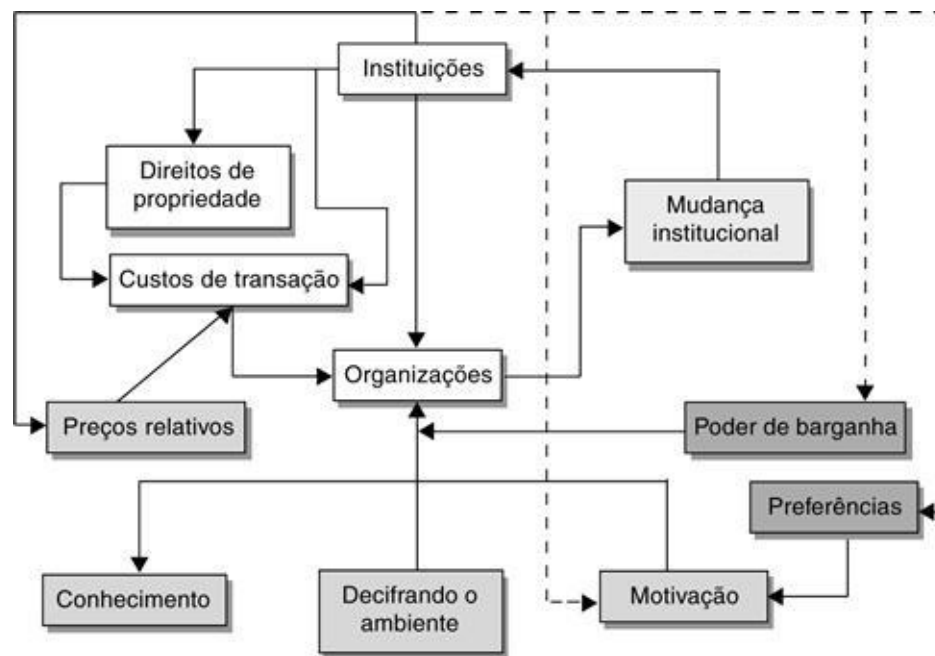 Instituições
Direitos de
propriedade
Mudança
institucional
Custos de transação
Organizações
Preços relativos
Poder de barganha
Preferências
Conhecimento
Decifrando o
ambiente
Motivação